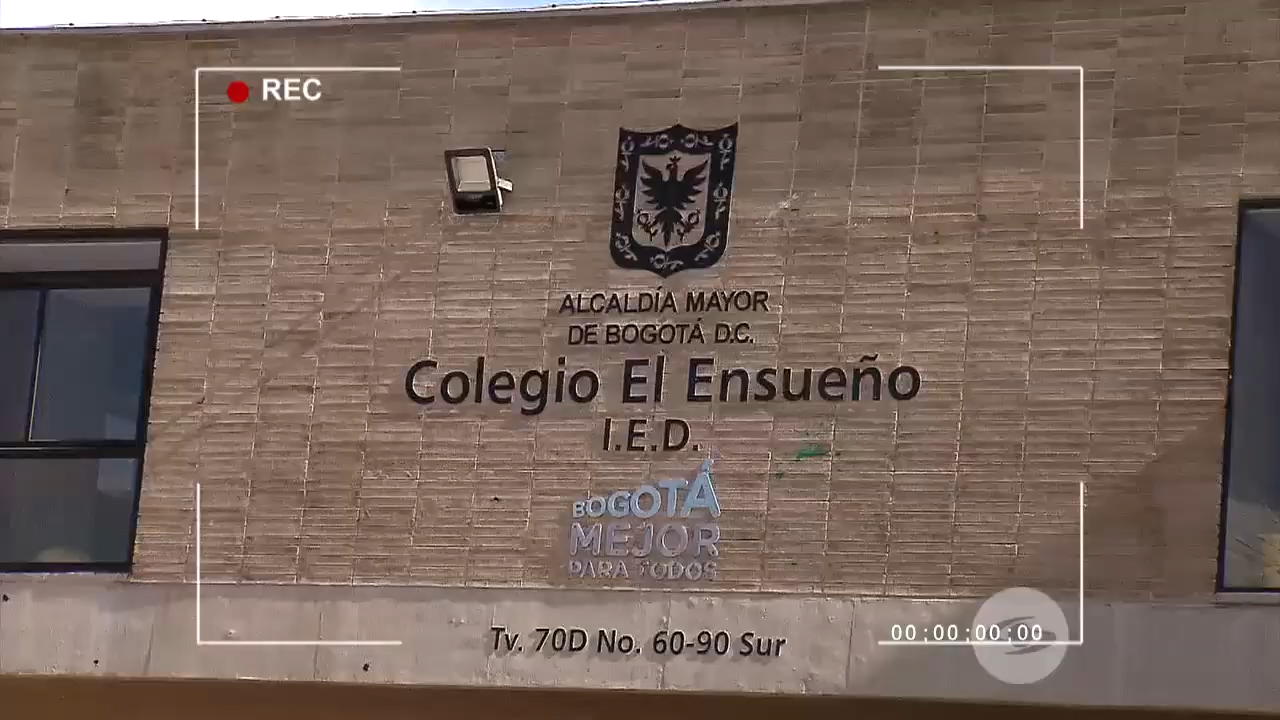 REC
ALCALDÍA MAYOR
DE BOGOTÁ D.C.
Colegio El Ensueño
I.E.D.
BOGOTÁ
MEJOR
PARA TODOS
Tv. 70D No. 60-90 Sur
00:00:00:00